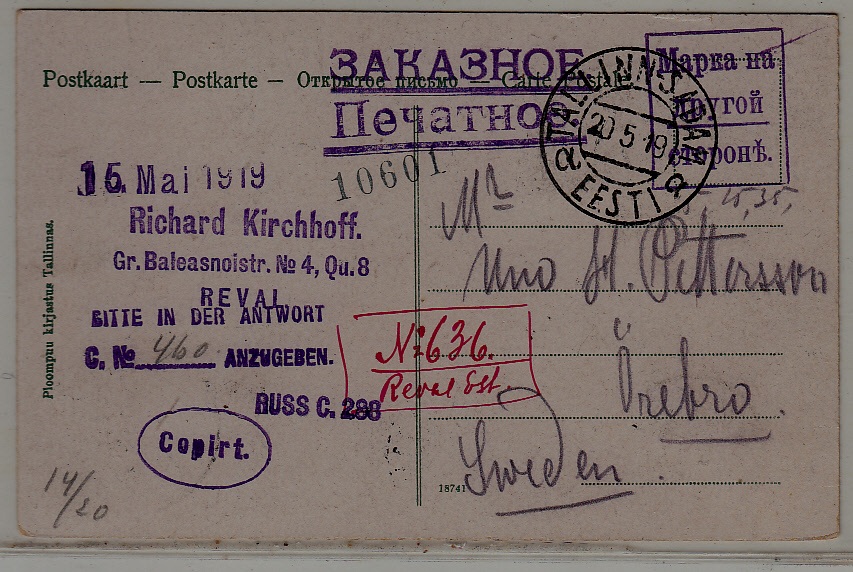 ЗАКАЗНОЕ
Печатное
Postkaart — Postkarte — Открытое письмо — Carte Postale
Марка на
другой
сторонѣ.
TALLINN
20 5 19
EESTI
10601
15. Mai 1919
Richard Kirchhoff.
Gr. Baleasnoistr. № 4, Qu. 8
REVAL
BITTE IN DER ANTWORT
C. № 460 ANZUGEBEN.
RUSS C. 288
Copirt.
14/20
Ploompuu kirjastus Tallinnas.
№ 636.
Reval Est.
Mr
Uno H. Pettersson
Örebro.
Sweden.
18741